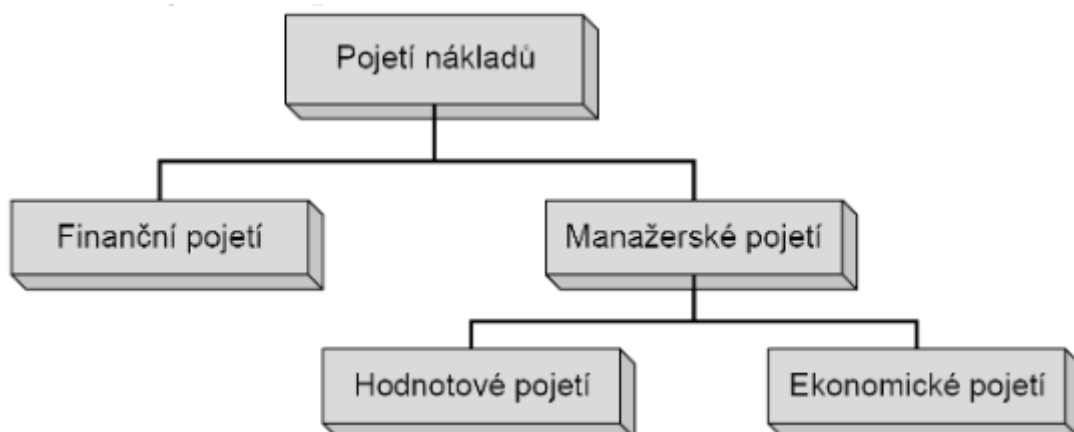 Pojetí nákladů
Finanční pojetí
Manažerské pojetí
Hodnotové pojetí
Ekonomické pojetí